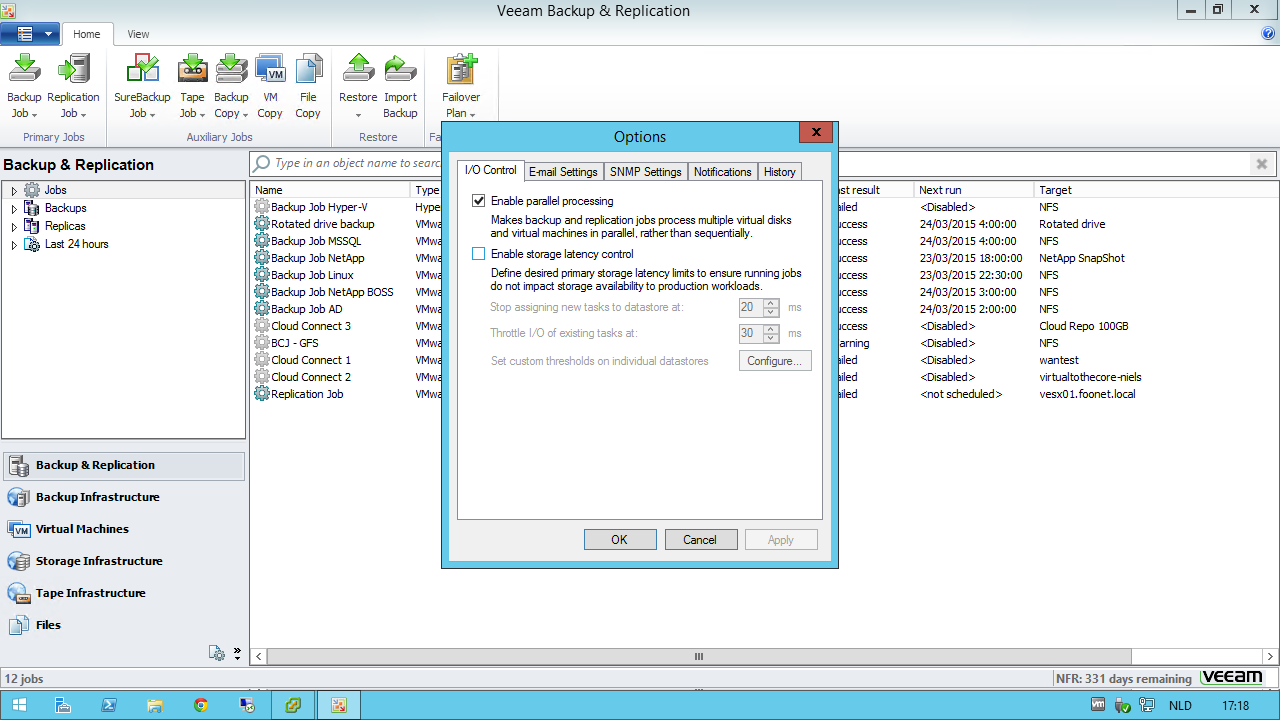 Veeam Backup & Replication
Home
View
Backup Job
Replication Job
SureBackup Job
Tape Job
Backup Copy
VM Copy
File Copy
Restore
Import Backup
Failover Plan
Primary Jobs
Auxiliary Jobs
Restore
Backup & Replication
Type in an object name to searc
Jobs
Backups
Replicas
Last 24 hours
Name
Type
ast result
Next run
Target
Backup Job Hyper-V
Hype
ailed
<Disabled>
NFS
Rotated drive backup
VMwa
uccess
24/03/2015 4:00:00
Rotated drive
Backup Job MSSQL
VMwa
uccess
24/03/2015 4:00:00
NFS
Backup Job NetApp
VMwa
uccess
23/03/2015 18:00:00
NetApp SnapShot
Backup Job Linux
VMwa
uccess
23/03/2015 22:30:00
NFS
Backup Job NetApp BOSS
VMwa
uccess
24/03/2015 3:00:00
NFS
Backup Job AD
VMwa
uccess
24/03/2015 2:00:00
NFS
Cloud Connect 3
VMwa
uccess
<Disabled>
Cloud Repo 100GB
BCJ - GFS
VMwa
arning
<Disabled>
NFS
Cloud Connect 1
VMwa
ailed
<Disabled>
wantest
Cloud Connect 2
VMwa
ailed
<Disabled>
virtualtothecore-niels
Replication Job
VMwa
ailed
<not scheduled>
vesx01.foonet.local
Options
I/O Control
E-mail Settings
SNMP Settings
Notifications
History
Enable parallel processing
Makes backup and replication jobs process multiple virtual disks
and virtual machines in parallel, rather than sequentially.
Enable storage latency control
Define desired primary storage latency limits to ensure running jobs
do not impact storage availability to production workloads.
Stop assigning new tasks to datastore at:
20
ms
Throttle I/O of existing tasks at:
30
ms
Set custom thresholds on individual datastores
Configure...
OK
Cancel
Apply
Backup & Replication
Backup Infrastructure
Virtual Machines
Storage Infrastructure
Tape Infrastructure
Files
12 jobs
NFR: 331 days remaining
veeam
NLD
17:18